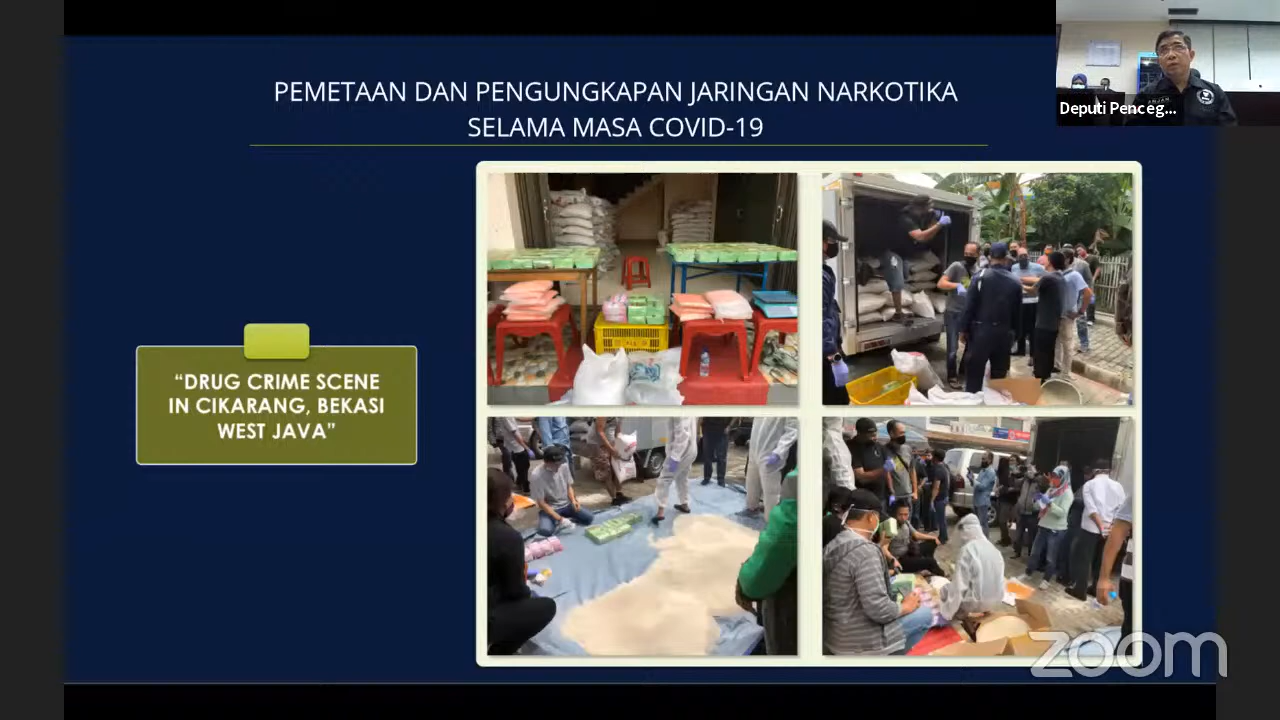 PEMETAAN DAN PENGUNGKAPAN JARINGAN NARKOTIKA
SELAMA MASA COVID-19
Deputi Penceg...
“DRUG CRIME SCENE
IN CIKARANG, BEKASI
WEST JAVA”
zoom